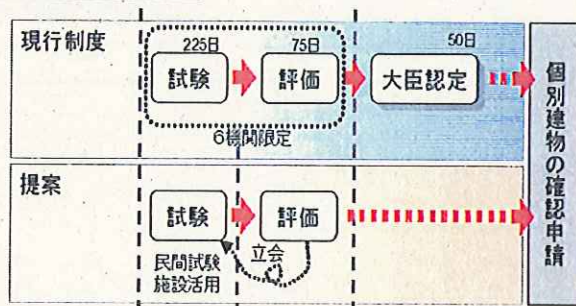 現行制度
225日
75日
50日
試験
評価
大臣認定
6機関限定
提案
試験
評価
立会
民間試験
施設活用
個別建物の確認申請